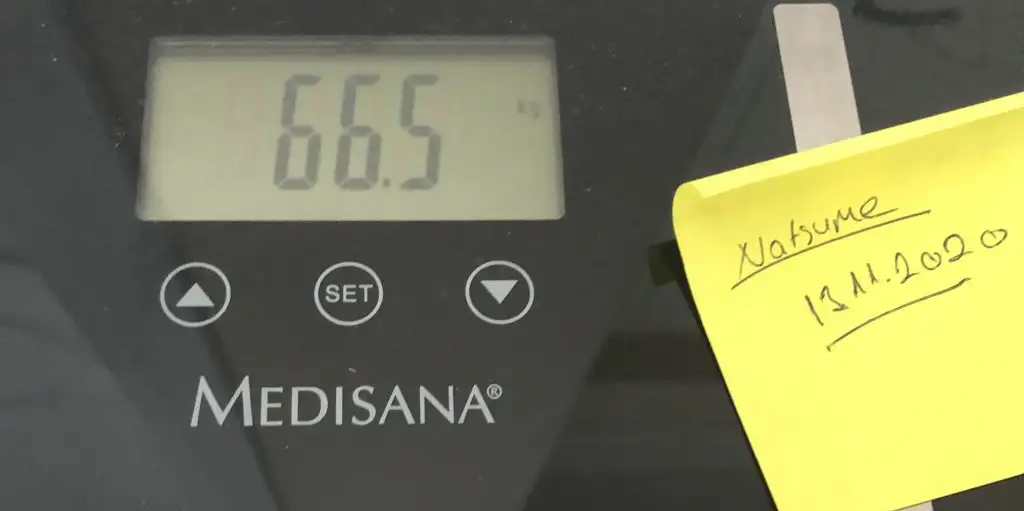 66.5 kg
SET
MEDISANA®
Natsume
13.11.2020